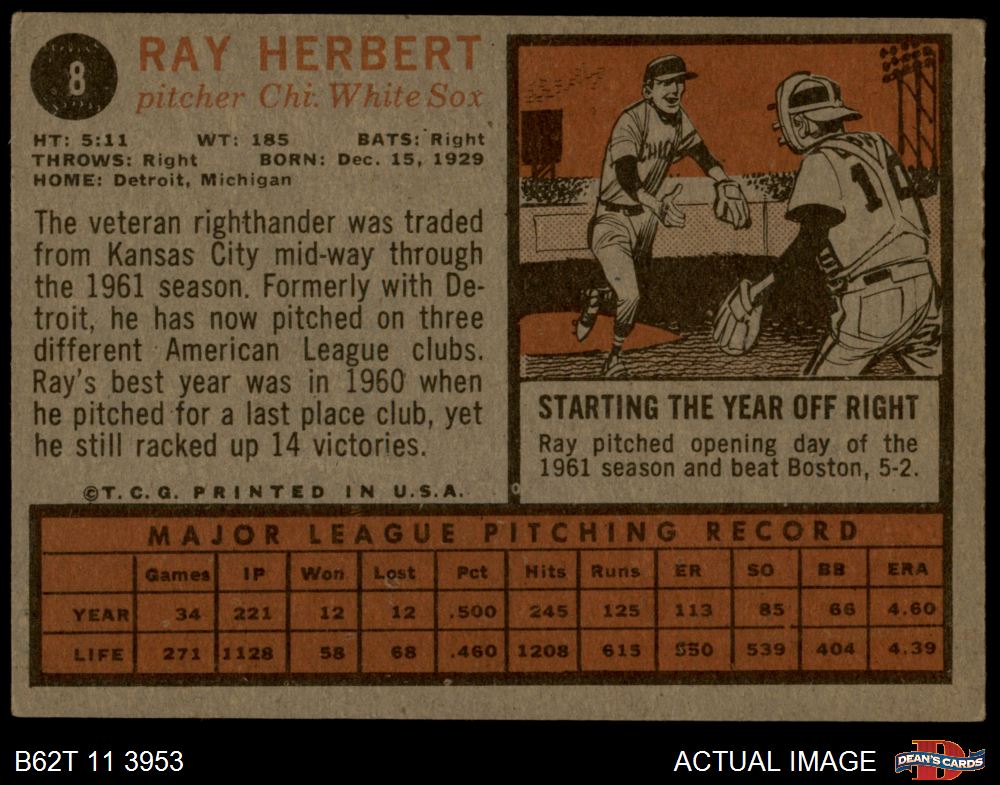 8
RAY HERBERT
pitcher Chi. White Sox
HT: 5:11 WT: 185 BATS: Right
THROWS: Right BORN: Dec. 15, 1929
HOME: Detroit, Michigan
The veteran righthander was traded
from Kansas City mid-way through
the 1961 season. Formerly with De-
troit, he has now pitched on three
different American League clubs.
Ray's best year was in 1960 when
he pitched for a last place club, yet
he still racked up 14 victories.
©T.C.G. PRINTED IN U.S.A.
CHICAG
STARTING THE YEAR OFF RIGHT
Ray pitched opening day of the
1961 season and beat Boston, 5-2.
MAJOR LEAGUE PITCHING RECORD
Games IP Won Lost Pct Hits Runs ER SO BB ERA
YEAR 34 221 12 12 .500 245 125 113 85 66 4.60
LIFE 271 1128 58 68 .460 1208 615 550 539 404 4.39
B62T 11 3953 ACTUAL IMAGE
DEAN'S CARDS